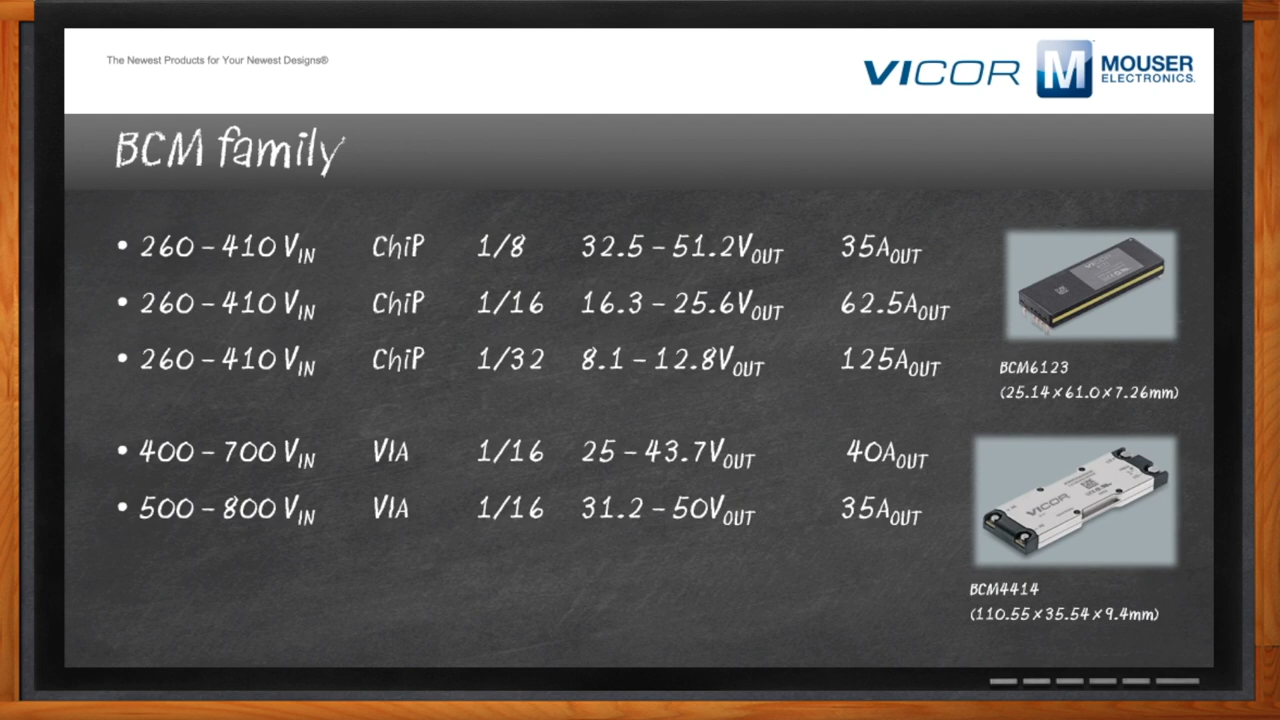 The Newest Products for Your Newest Designs®
VICOR
M MOUSER ELECTRONICS
BCM family
• 260 – 410 VIN ChiP 1/8 32.5 – 51.2VOUT 35AOUT
• 260 – 410 VIN ChiP 1/16 16.3 – 25.6VOUT 62.5AOUT
• 260 – 410 VIN ChiP 1/32 8.1 – 12.8VOUT 125AOUT
BCM6123
(25.14 x 61.0 x 7.26mm)
• 400 – 700 VIN VIA 1/16 25 – 43.7VOUT 40AOUT
• 500 – 800 VIN VIA 1/16 31.2 – 50VOUT 35AOUT
VICOR
BCM4414
(110.55 x 35.54 x 9.4mm)